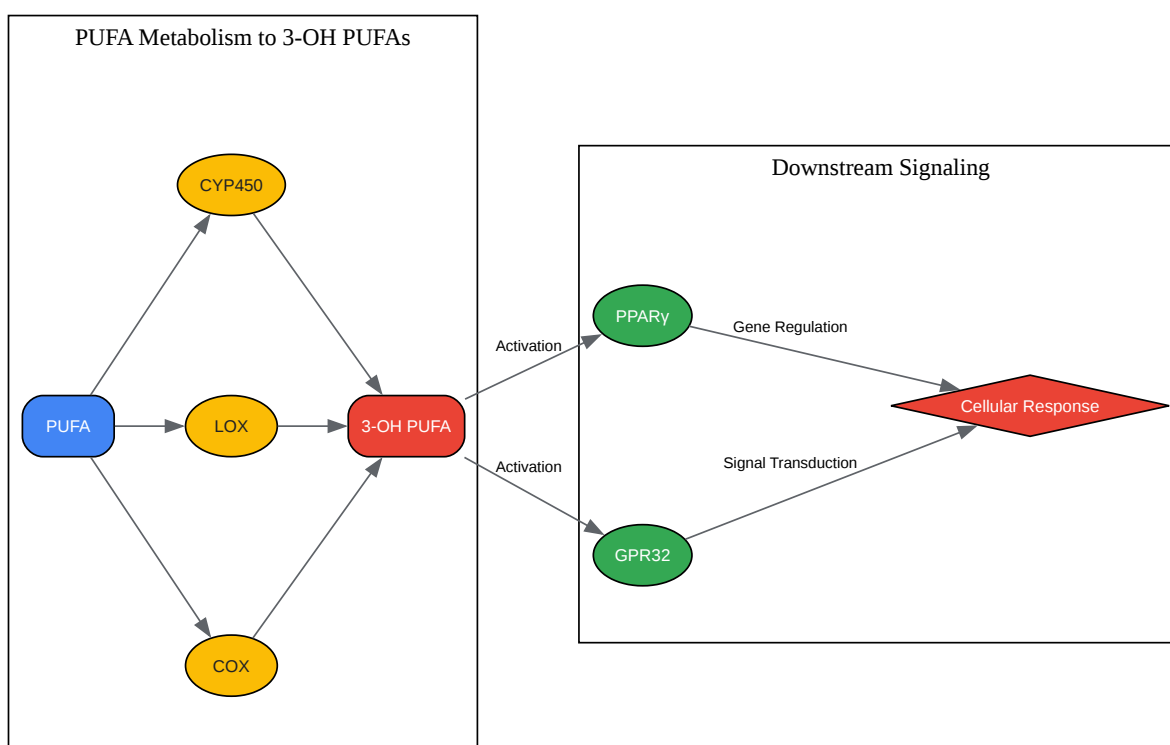 PUFA Metabolism to 3-OH PUFAs
CYP450
PUFA
LOX
3-OH PUFA
COX
Activation
Activation
Downstream Signaling
PPARγ
Gene Regulation
Cellular Response
Signal Transduction
GPR32